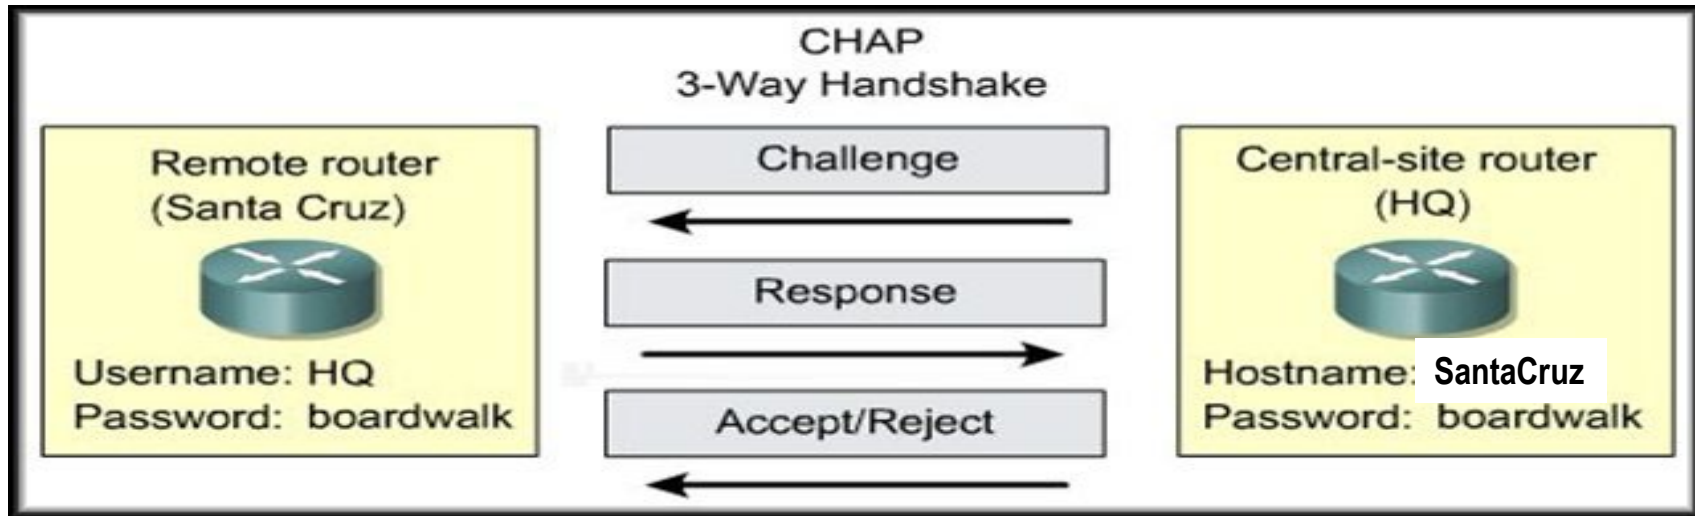 CHAP
3-Way Handshake
Remote router
(Santa Cruz)
Username: HQ
Password: boardwalk
Challenge
Response
Accept/Reject
Central-site router
(HQ)
Hostname: SantaCruz
Password: boardwalk